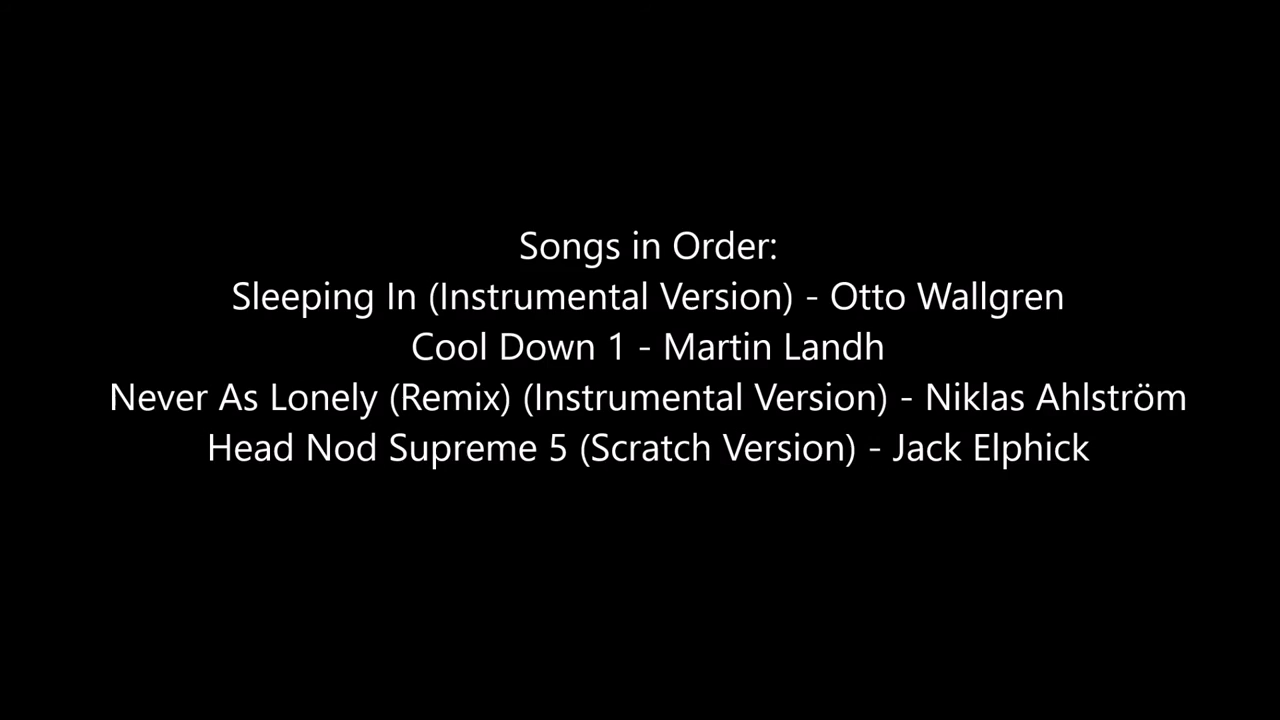 Songs in Order:
Sleeping In (Instrumental Version) - Otto Wallgren
Cool Down 1 - Martin Landh
Never As Lonely (Remix) (Instrumental Version) - Niklas Ahlström
Head Nod Supreme 5 (Scratch Version) - Jack Elphick